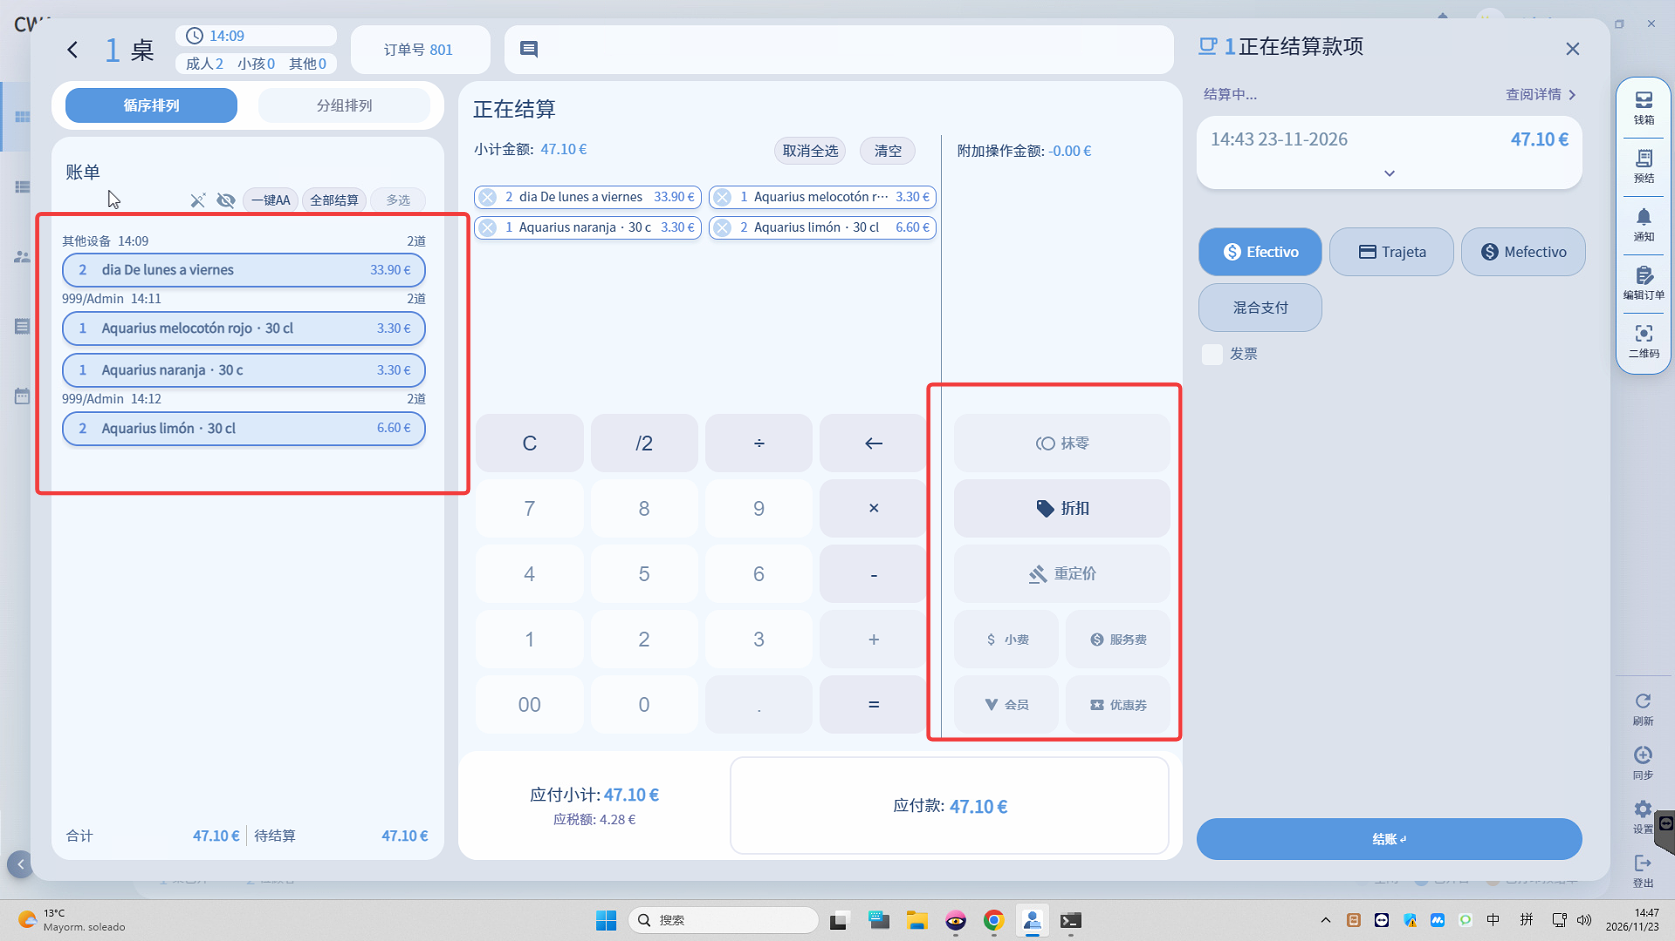 1 桌
14:09
成人2 小孩0 其他0
订单号 801
1正在结算款项
循序排列
分组排列
账单
一键AA
全部结算
多选
其他设备 14:09 2道
2 dia De lunes a viernes 33.90 €
999/Admin 14:11 2道
1 Aquarius melocotón rojo · 30 cl 3.30 €
1 Aquarius naranja · 30 c 3.30 €
999/Admin 14:12 2道
2 Aquarius limón · 30 cl 6.60 €
合计 47.10 € 待结算 47.10 €
正在结算
小计金额: 47.10 €
取消全选
清空
附加操作金额: -0.00 €
2 dia De lunes a viernes 33.90 €
1 Aquarius melocotón r··· 3.30 €
1 Aquarius naranja · 30 c 3.30 €
2 Aquarius limón · 30 cl 6.60 €
C /2 ÷ ←
7 8 9 ×
4 5 6 -
1 2 3 +
00 0 . =
抹零
折扣
重定价
小费 服务费
会员 优惠券
应付小计: 47.10 €
应税额: 4.28 €
应付款: 47.10 €
结算中...
查阅详情
14:43 23-11-2026 47.10 €
Efectivo
Trajeta
Mefectivo
混合支付
发票
结账
钱箱
预结
通知
编辑订单
二维码
刷新
同步
设置
登出
13°C
Mayorm. soleado
搜索
中
拼
14:47
2026/11/23